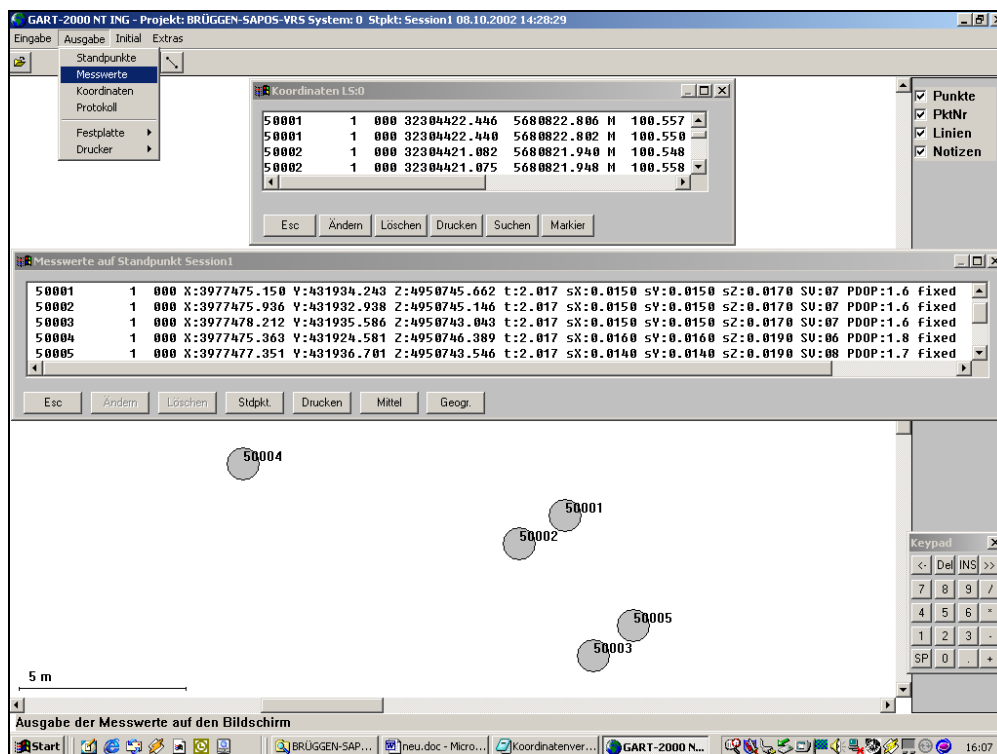 GART-2000 NT ING - Projekt: BRÜGGEN-SAPOS-VRS System: 0 Stpkt: Session1 08.10.2002 14:28:29
Eingabe Ausgabe Initial Extras
Standpunkte
Messwerte
Koordinaten
Protokoll
Festplatte
Drucker
Koordinaten LS:0
50001 1 000 32304422.446 5680822.806 M 100.557
50001 1 000 32304422.440 5680822.802 M 100.550
50002 1 000 32304421.082 5680821.940 M 100.548
50002 1 000 32304421.075 5680821.948 M 100.558
Esc Ändern Löschen Drucken Suchen Markier
Punkte
PktNr
Linien
Notizen
Messwerte auf Standpunkt Session1
50001 1 000 X:3977475.150 Y:431934.243 Z:4950745.662 t:2.017 sX:0.0150 sY:0.0150 sZ:0.0170 SV:07 PDOP:1.6 fixed
50002 1 000 X:3977475.936 Y:431932.938 Z:4950745.146 t:2.017 sX:0.0150 sY:0.0150 sZ:0.0170 SV:07 PDOP:1.6 fixed
50003 1 000 X:3977478.212 Y:431935.586 Z:4950743.043 t:2.017 sX:0.0150 sY:0.0150 sZ:0.0170 SV:07 PDOP:1.6 fixed
50004 1 000 X:3977475.363 Y:431924.581 Z:4950746.389 t:2.017 sX:0.0160 sY:0.0160 sZ:0.0190 SV:06 PDOP:1.8 fixed
50005 1 000 X:3977477.351 Y:431936.701 Z:4950743.546 t:2.017 sX:0.0140 sY:0.0140 sZ:0.0190 SV:08 PDOP:1.7 fixed
Esc Ändern Löschen Stdpkt. Drucken Mittel Geogr.
50004
50001
50002
50005
50003
5 m
Keypad
<- Del INS >>
7 8 9 /
4 5 6 *
1 2 3 -
SP 0 . +
Ausgabe der Messwerte auf den Bildschirm
Start BRÜGGEN-SAP... neu.doc - Micro... Koordinatenver... GART-2000 N... 16:07